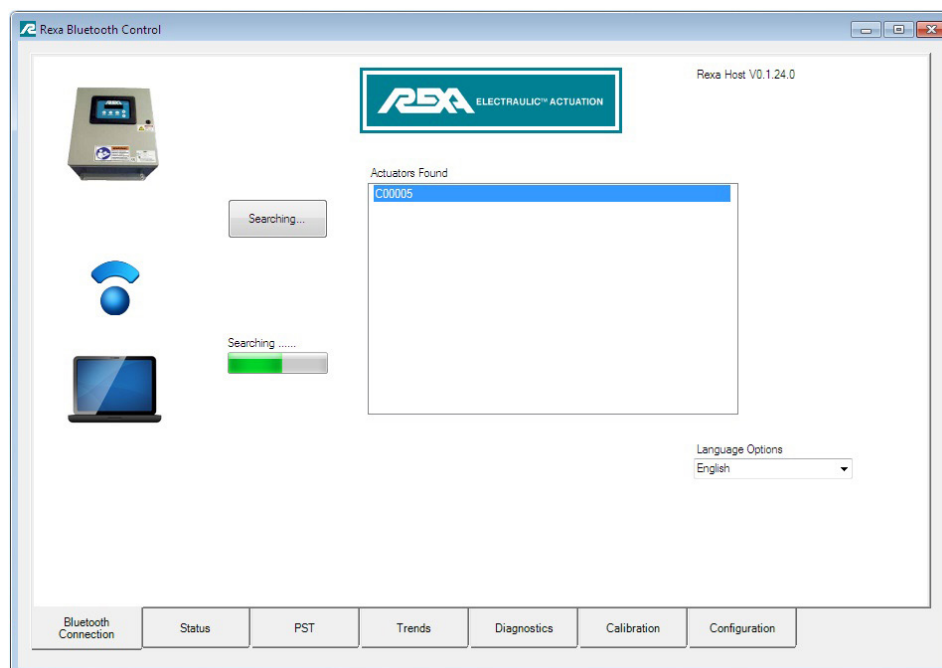 Rexa Bluetooth Control
Rexa Host V0.1.24.0
REXA ELECTRAULIC™ ACTUATION
Actuators Found
C00005
Searching...
Searching ......
Language Options
English
Bluetooth
Connection
Status
PST
Trends
Diagnostics
Calibration
Configuration